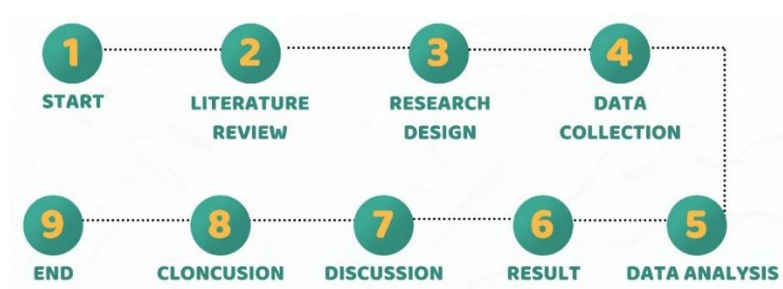 1
START
2
LITERATURE
REVIEW
3
RESEARCH
DESIGN
4
DATA
COLLECTION
5
DATA ANALYSIS
6
RESULT
7
DISCUSSION
8
CLONCUSION
9
END